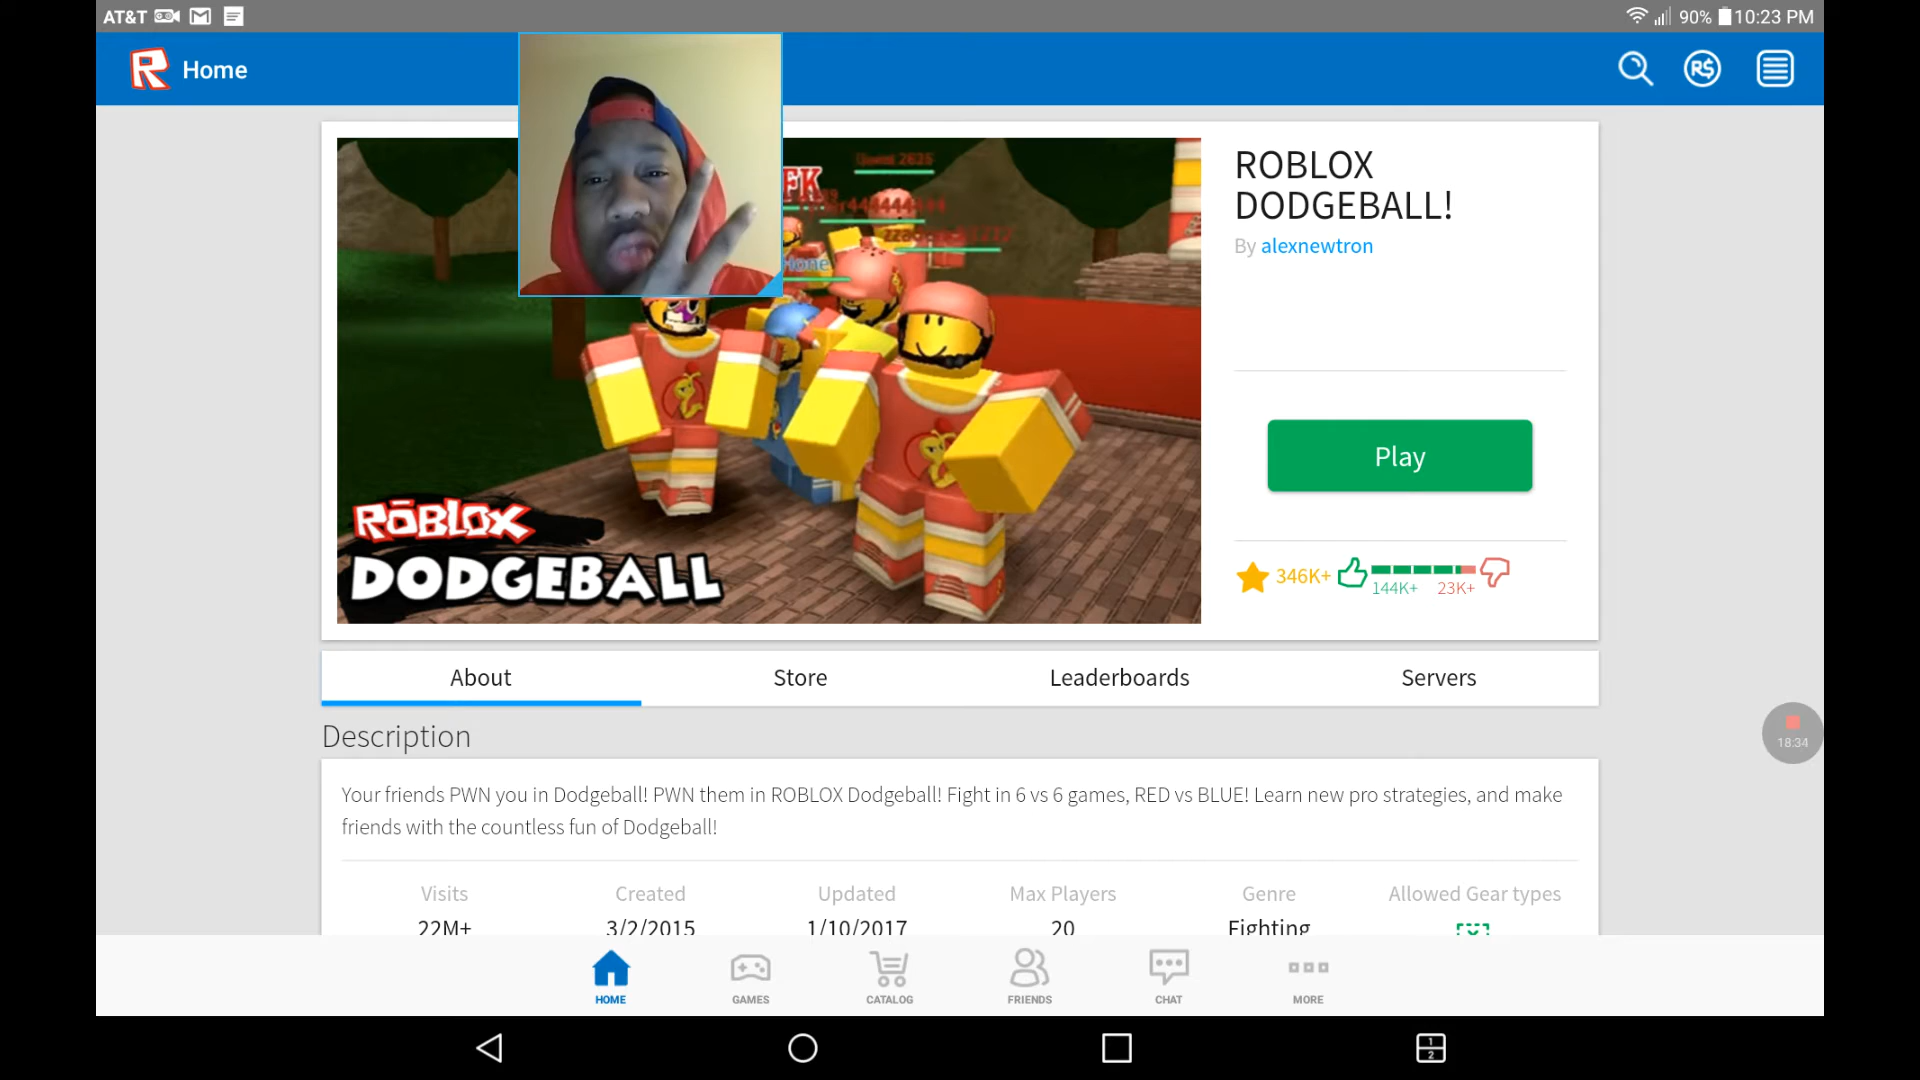 AT&T
90% 10:23 PM
Home
R$
ROBLOX
DODGEBALL!
By alexnewtron
Play
346K+
144K+ 23K+
ROBLOX
DODGEBALL
About Store Leaderboards Servers
Description
18:34
Your friends PWN you in Dodgeball! PWN them in ROBLOX Dodgeball! Fight in 6 vs 6 games, RED vs BLUE! Learn new pro strategies, and make
friends with the countless fun of Dodgeball!
Visits Created Updated Max Players Genre Allowed Gear types
22M+ 3/2/2015 1/10/2017 20 Fighting
HOME GAMES CATALOG FRIENDS CHAT MORE
1
2